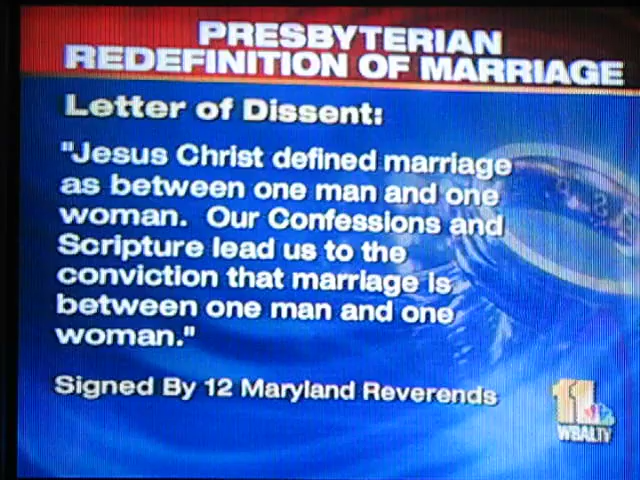 PRESBYTERIAN
REDEFINITION OF MARRIAGE
Letter of Dissent:
"Jesus Christ defined marriage
as between one man and one
woman. Our Confessions and
Scripture lead us to the
conviction that marriage is
between one man and one
woman."
Signed By 12 Maryland Reverends
11
WBALTV